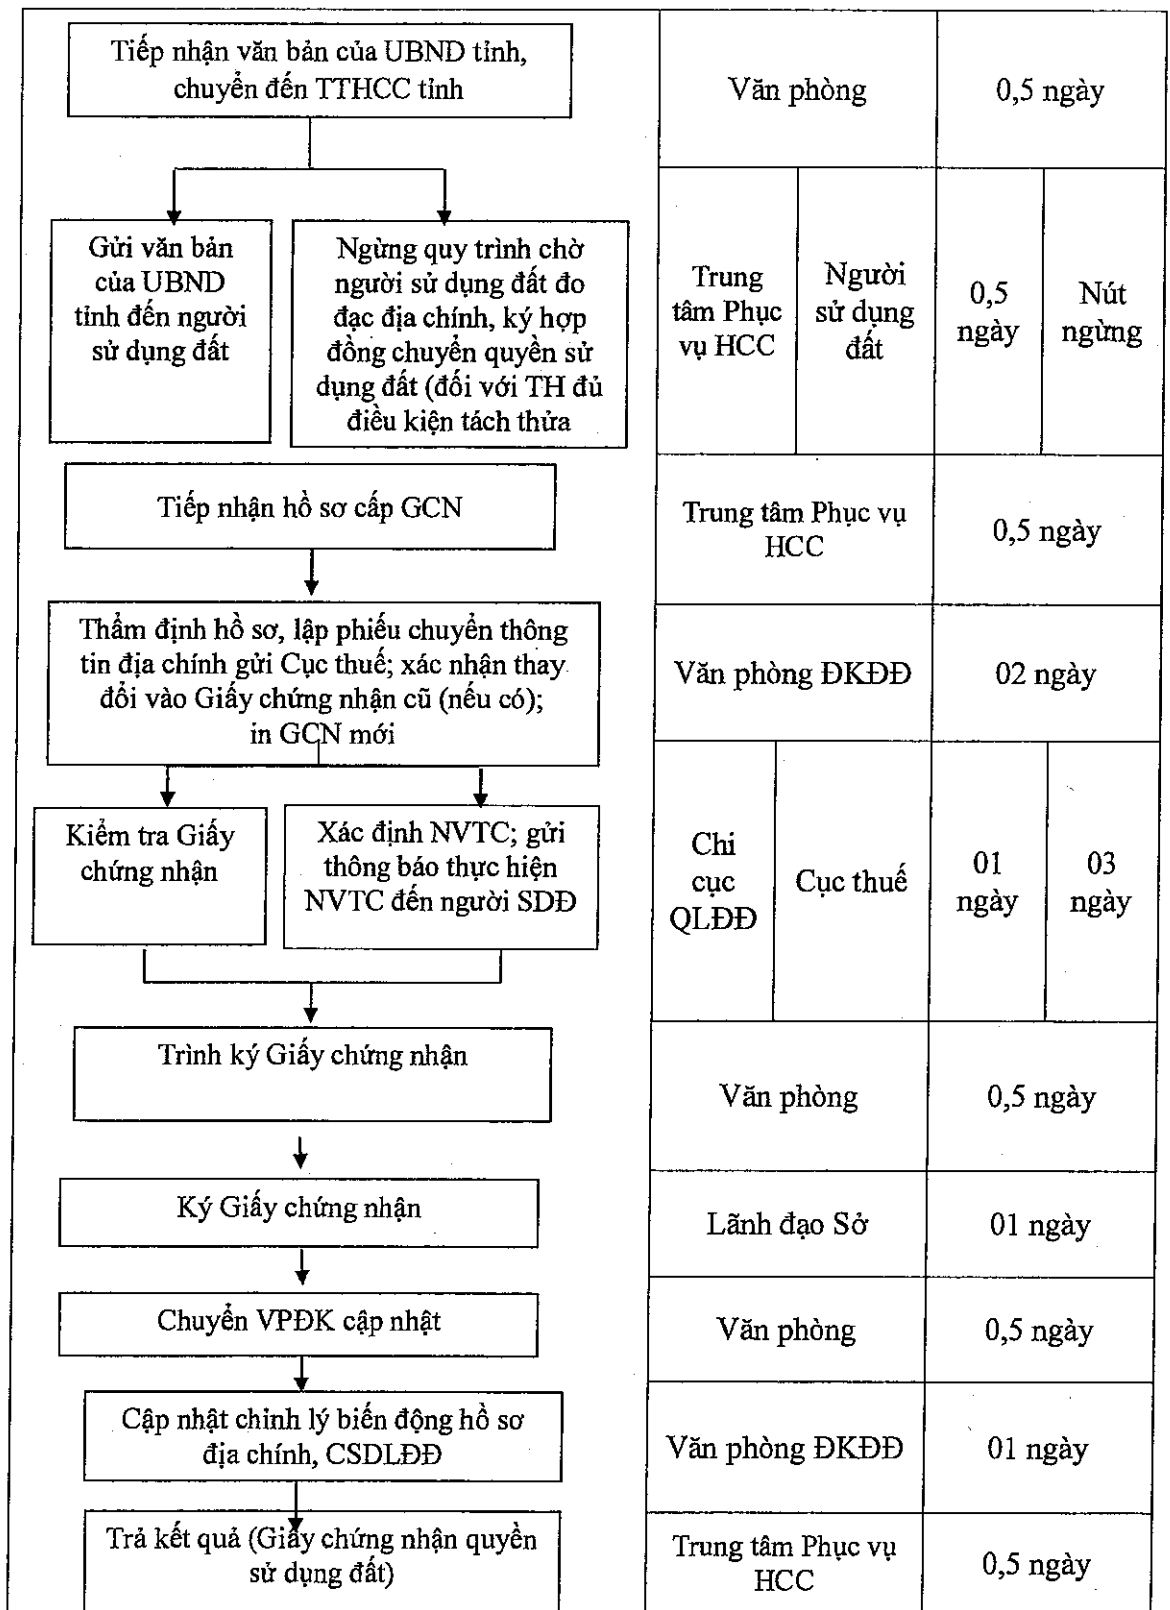 Tiếp nhận văn bản của UBND tỉnh,
chuyển đến TTHCC tỉnh
Văn phòng
0,5 ngày
Gửi văn bản
của UBND
tỉnh đến người
sử dụng đất
Ngừng quy trình chờ
người sử dụng đất đo
đạc địa chính, ký hợp
đồng chuyển quyền sử
dụng đất (đối với TH đủ
điều kiện tách thửa
Trung
tâm Phục
vụ HCC
Người
sử dụng
đất
0,5
ngày
Nút
ngừng
Tiếp nhận hồ sơ cấp GCN
Trung tâm Phục vụ
HCC
0,5 ngày
Thẩm định hồ sơ, lập phiếu chuyển thông
tin địa chính gửi Cục thuế; xác nhận thay
đổi vào Giấy chứng nhận cũ (nếu có);
in GCN mới
Văn phòng ĐKĐĐ
02 ngày
Kiểm tra Giấy
chứng nhận
Xác định NVTC; gửi
thông báo thực hiện
NVTC đến người SDĐ
Chi
cục
QLĐĐ
Cục thuế
01
ngày
03
ngày
Trình ký Giấy chứng nhận
Văn phòng
0,5 ngày
Ký Giấy chứng nhận
Lãnh đạo Sở
01 ngày
Chuyển VPĐK cập nhật
Văn phòng
0,5 ngày
Cập nhật chỉnh lý biến động hồ sơ
địa chính, CSDLĐĐ
Văn phòng ĐKĐĐ
01 ngày
Trả kết quả (Giấy chứng nhận quyền
sử dụng đất)
Trung tâm Phục vụ
HCC
0,5 ngày